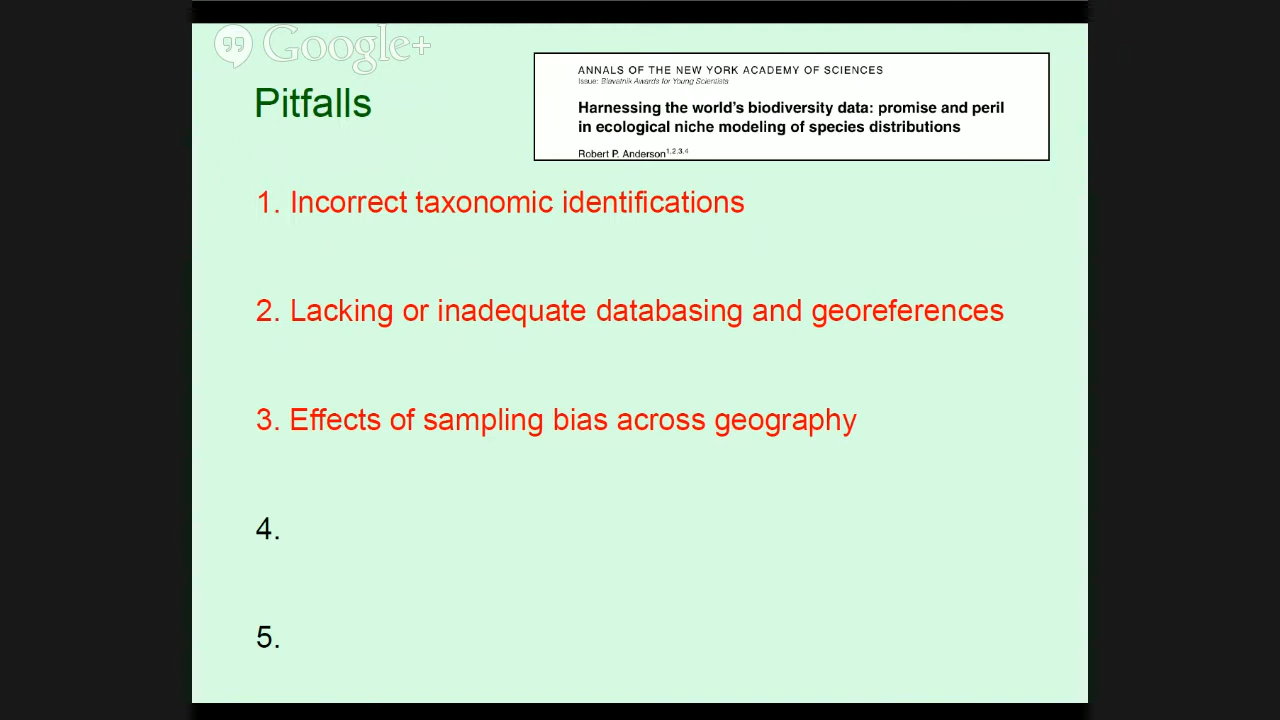 Google+
Pitfalls
ANNALS OF THE NEW YORK ACADEMY OF SCIENCES
Issue: Blavatnik Awards for Young Scientists
Harnessing the world's biodiversity data: promise and peril
in ecological niche modeling of species distributions
Robert P. Anderson1,2,3,4
1. Incorrect taxonomic identifications
2. Lacking or inadequate databasing and georeferences
3. Effects of sampling bias across geography
4.
5.